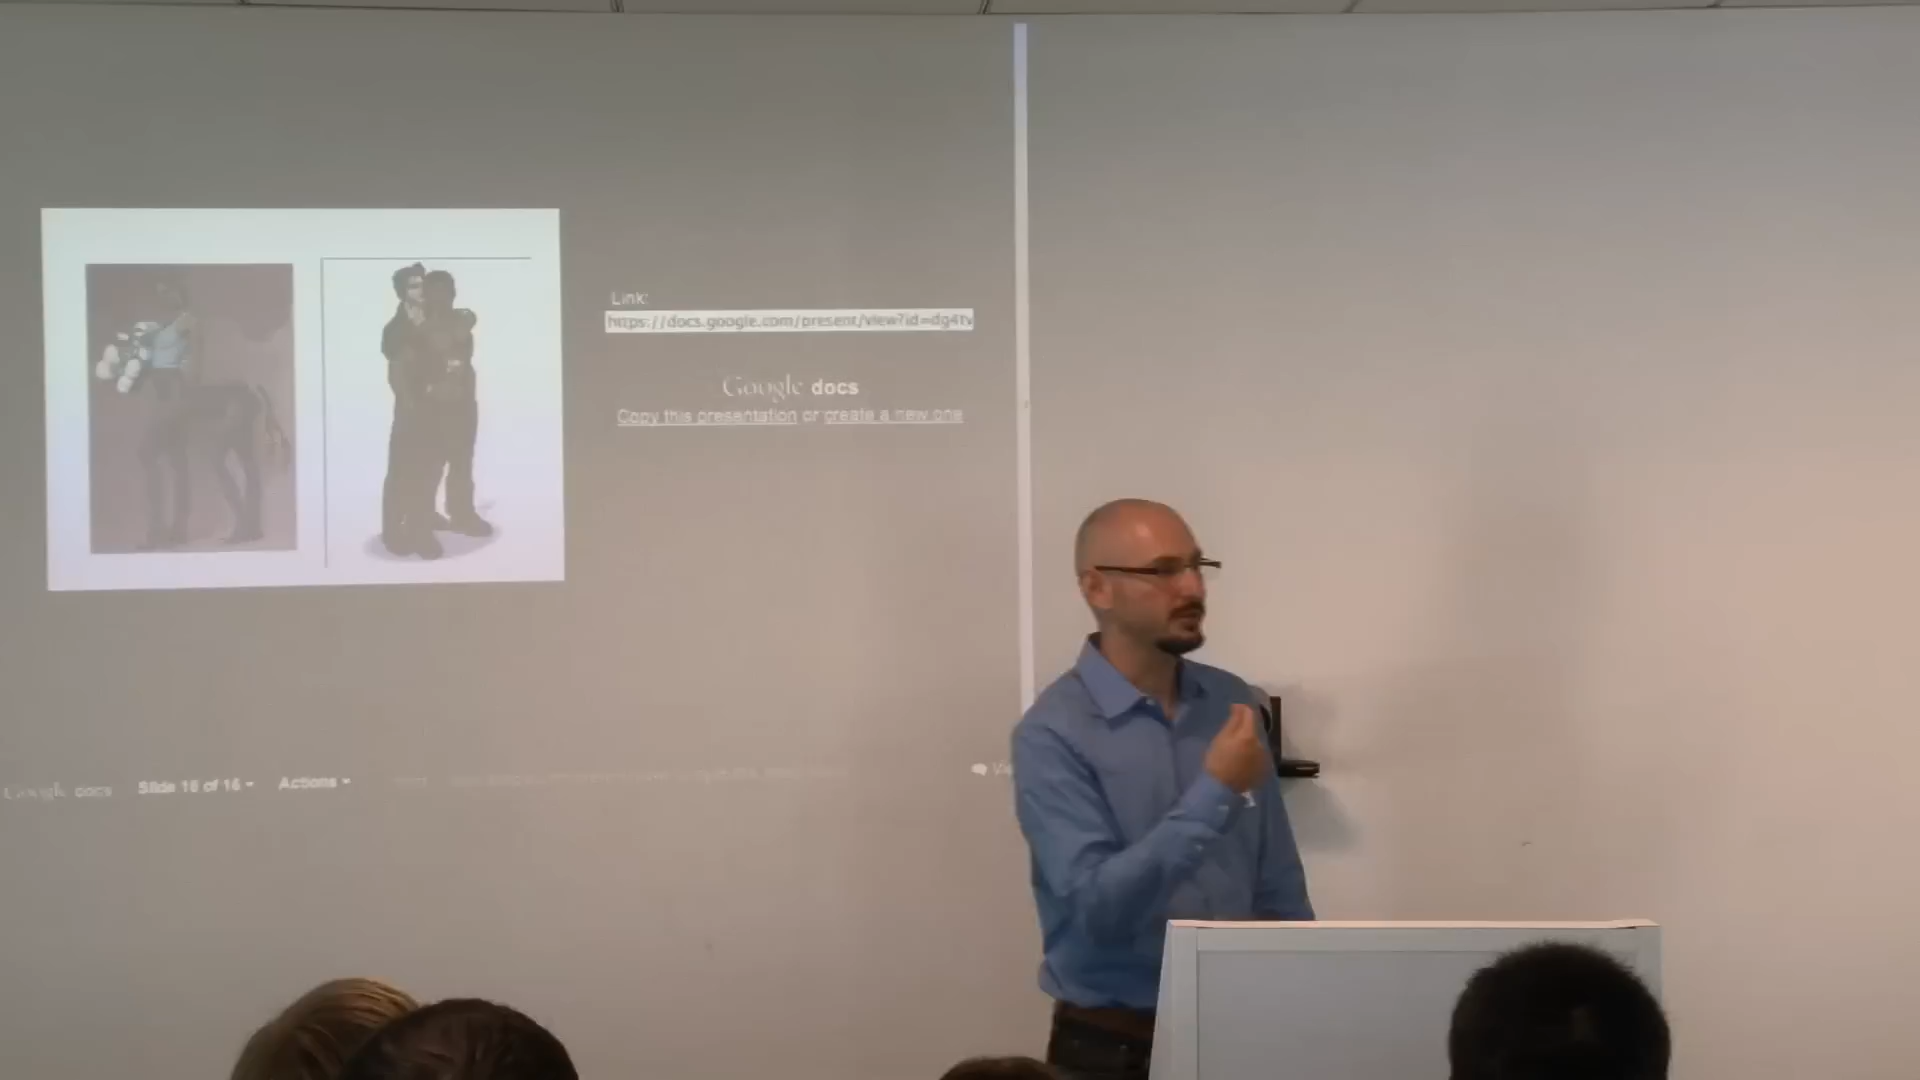 Link:
https://docs.google.com/present/view?id=dg4tv
Google docs
Copy this presentation or create a new one
Google docs
Slide 16 of 16
Actions